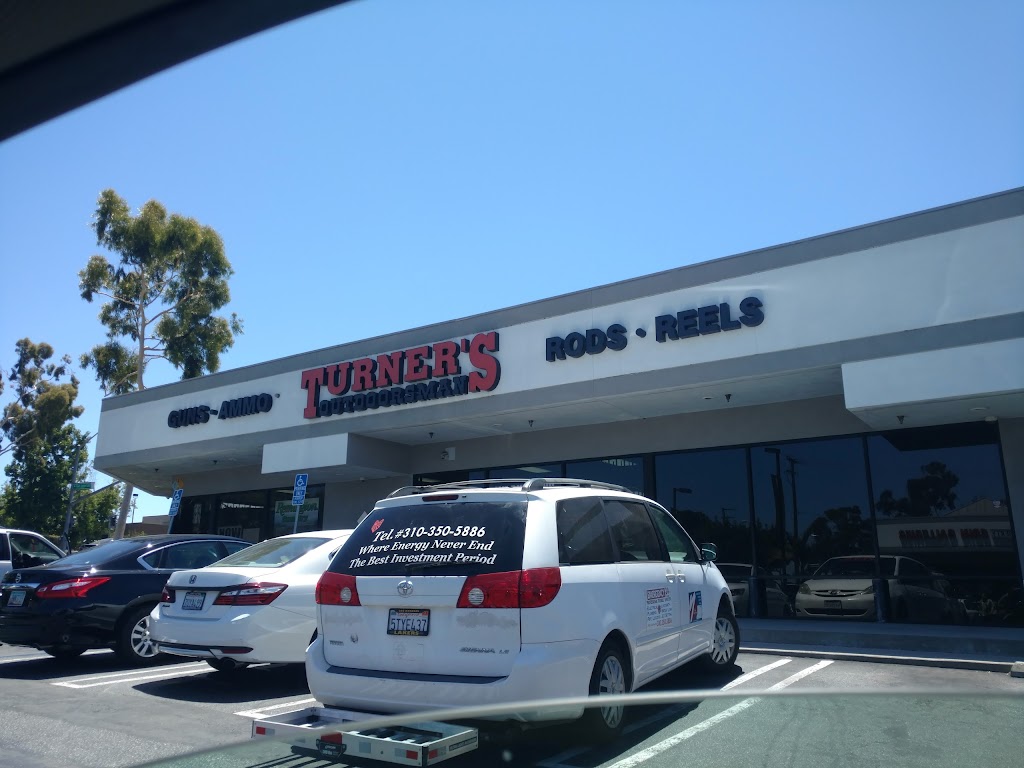 GUNS • AMMO
TURNER'S
OUTDOORSMAN
RODS • REELS
Tel. #310-350-5886
Where Energy Never End
The Best Investment Period
5TYE437
LAKERS